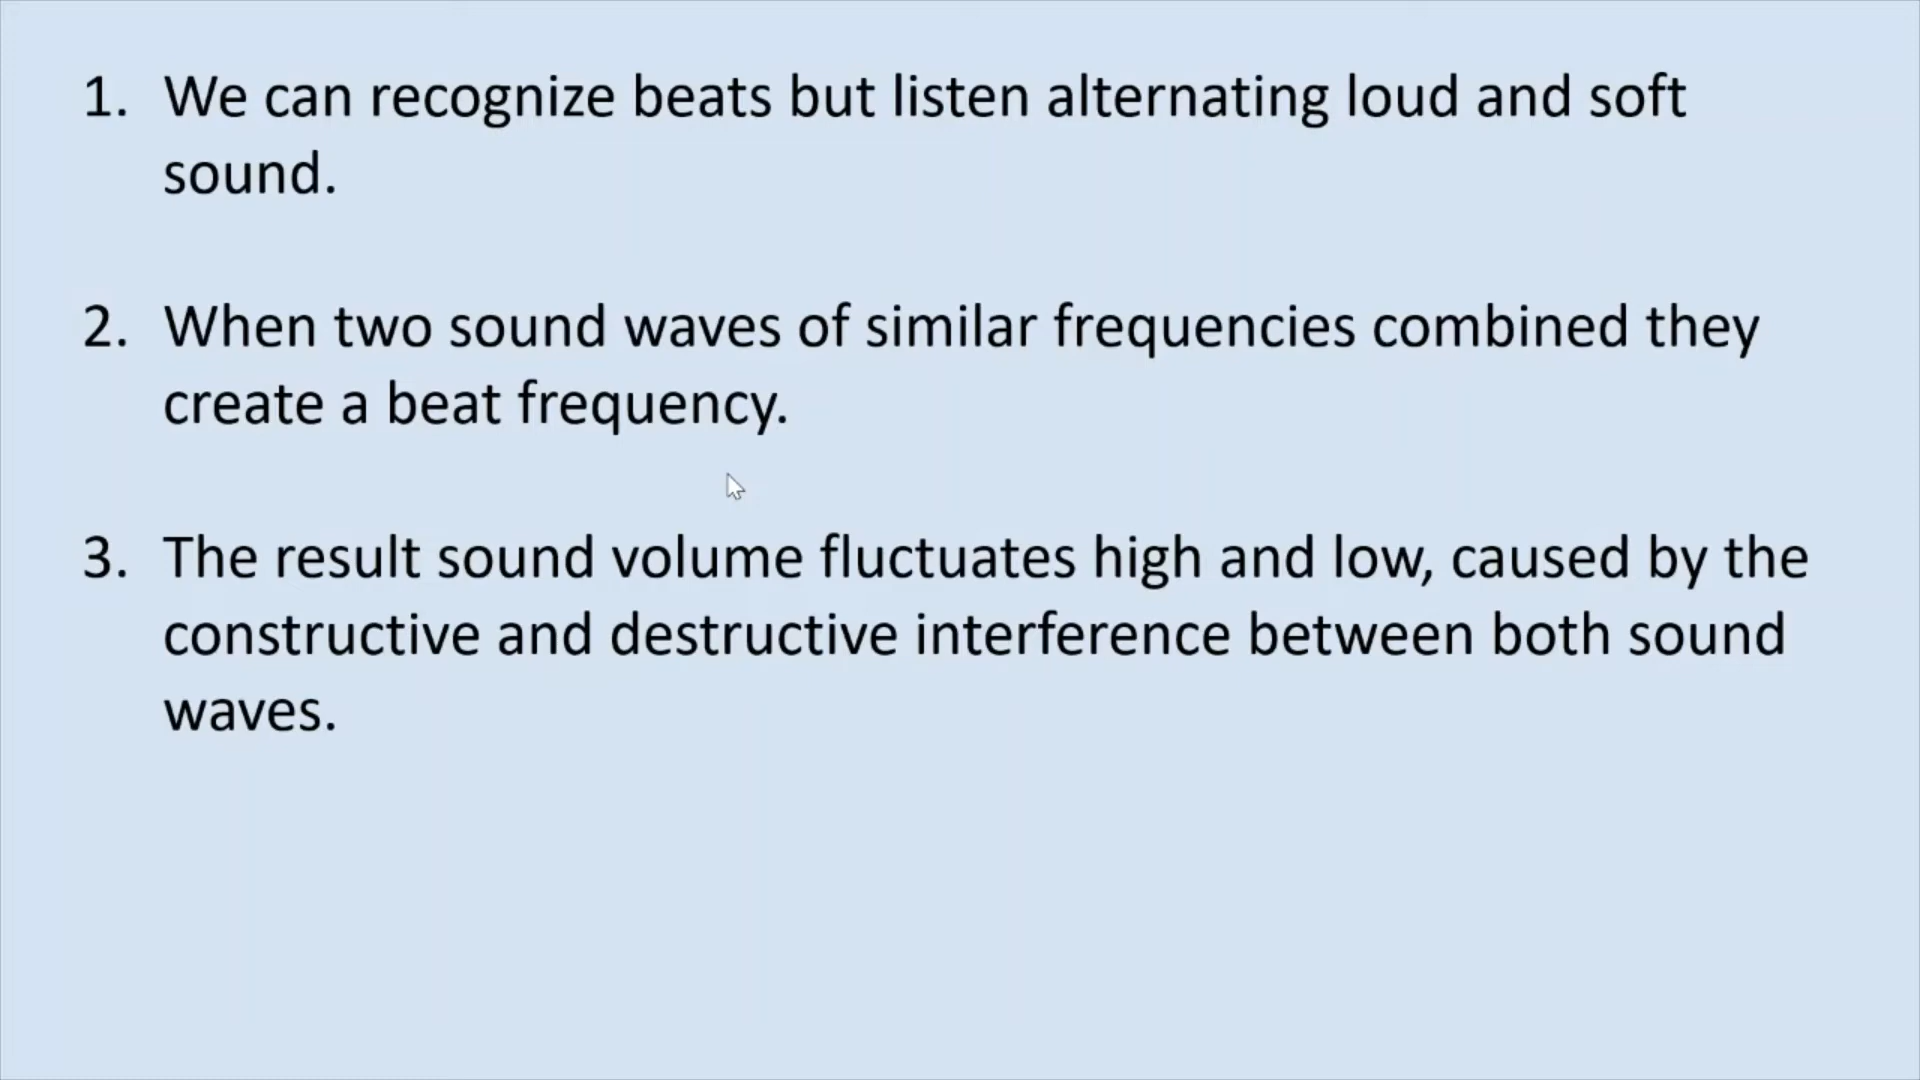 1. We can recognize beats but listen alternating loud and soft
sound.
2. When two sound waves of similar frequencies combined they
create a beat frequency.
3. The result sound volume fluctuates high and low, caused by the
constructive and destructive interference between both sound
waves.